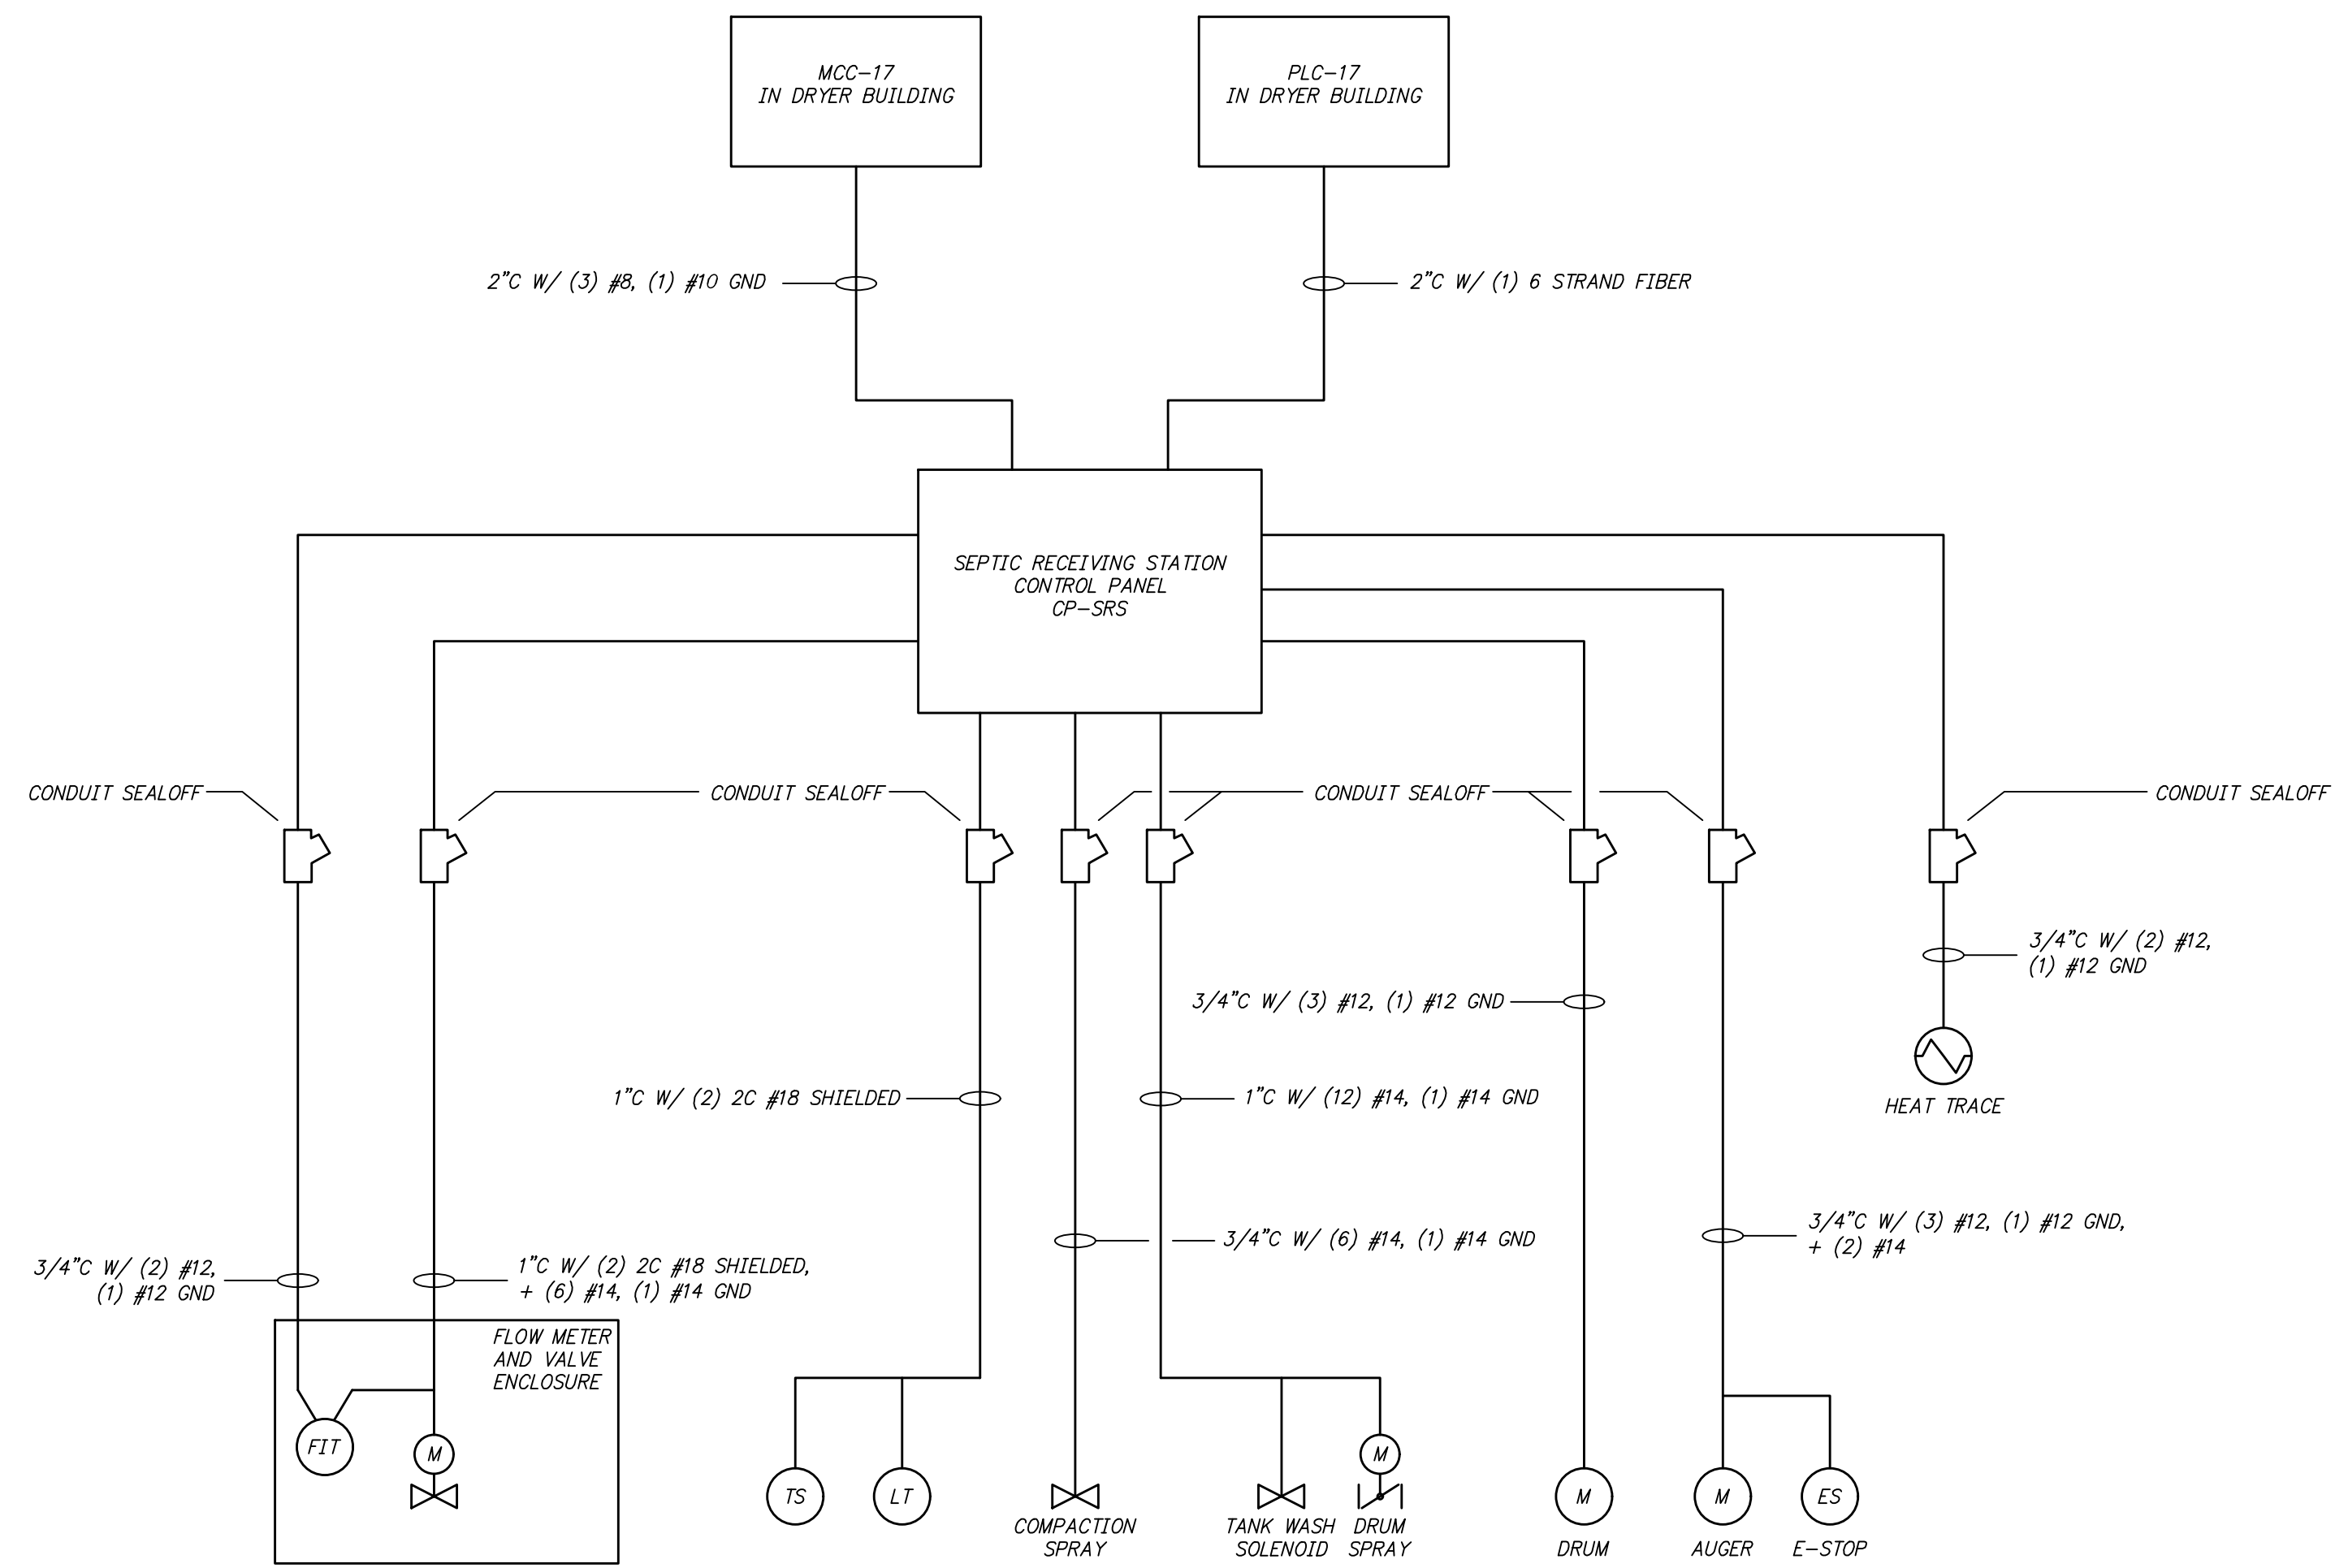 MCC-17
IN DRYER BUILDING
PLC-17
IN DRYER BUILDING
2"C W/ (3) #8, (1) #10 GND
2"C W/ (1) 6 STRAND FIBER
SEPTIC RECEIVING STATION
CONTROL PANEL
CP-SRS
CONDUIT SEALOFF
CONDUIT SEALOFF
CONDUIT SEALOFF
CONDUIT SEALOFF
3/4"C W/ (2) #12,
(1) #12 GND
3/4"C W/ (3) #12, (1) #12 GND
HEAT TRACE
1"C W/ (2) 2C #18 SHIELDED
1"C W/ (12) #14, (1) #14 GND
3/4"C W/ (6) #14, (1) #14 GND
3/4"C W/ (3) #12, (1) #12 GND,
+ (2) #14
3/4"C W/ (2) #12,
(1) #12 GND
1"C W/ (2) 2C #18 SHIELDED,
+ (6) #14, (1) #14 GND
FLOW METER
AND VALVE
ENCLOSURE
FIT
M
M
TS
LT
M
M
ES
COMPACTION
SPRAY
TANK WASH
SOLENOID
DRUM
SPRAY
DRUM
AUGER
E-STOP